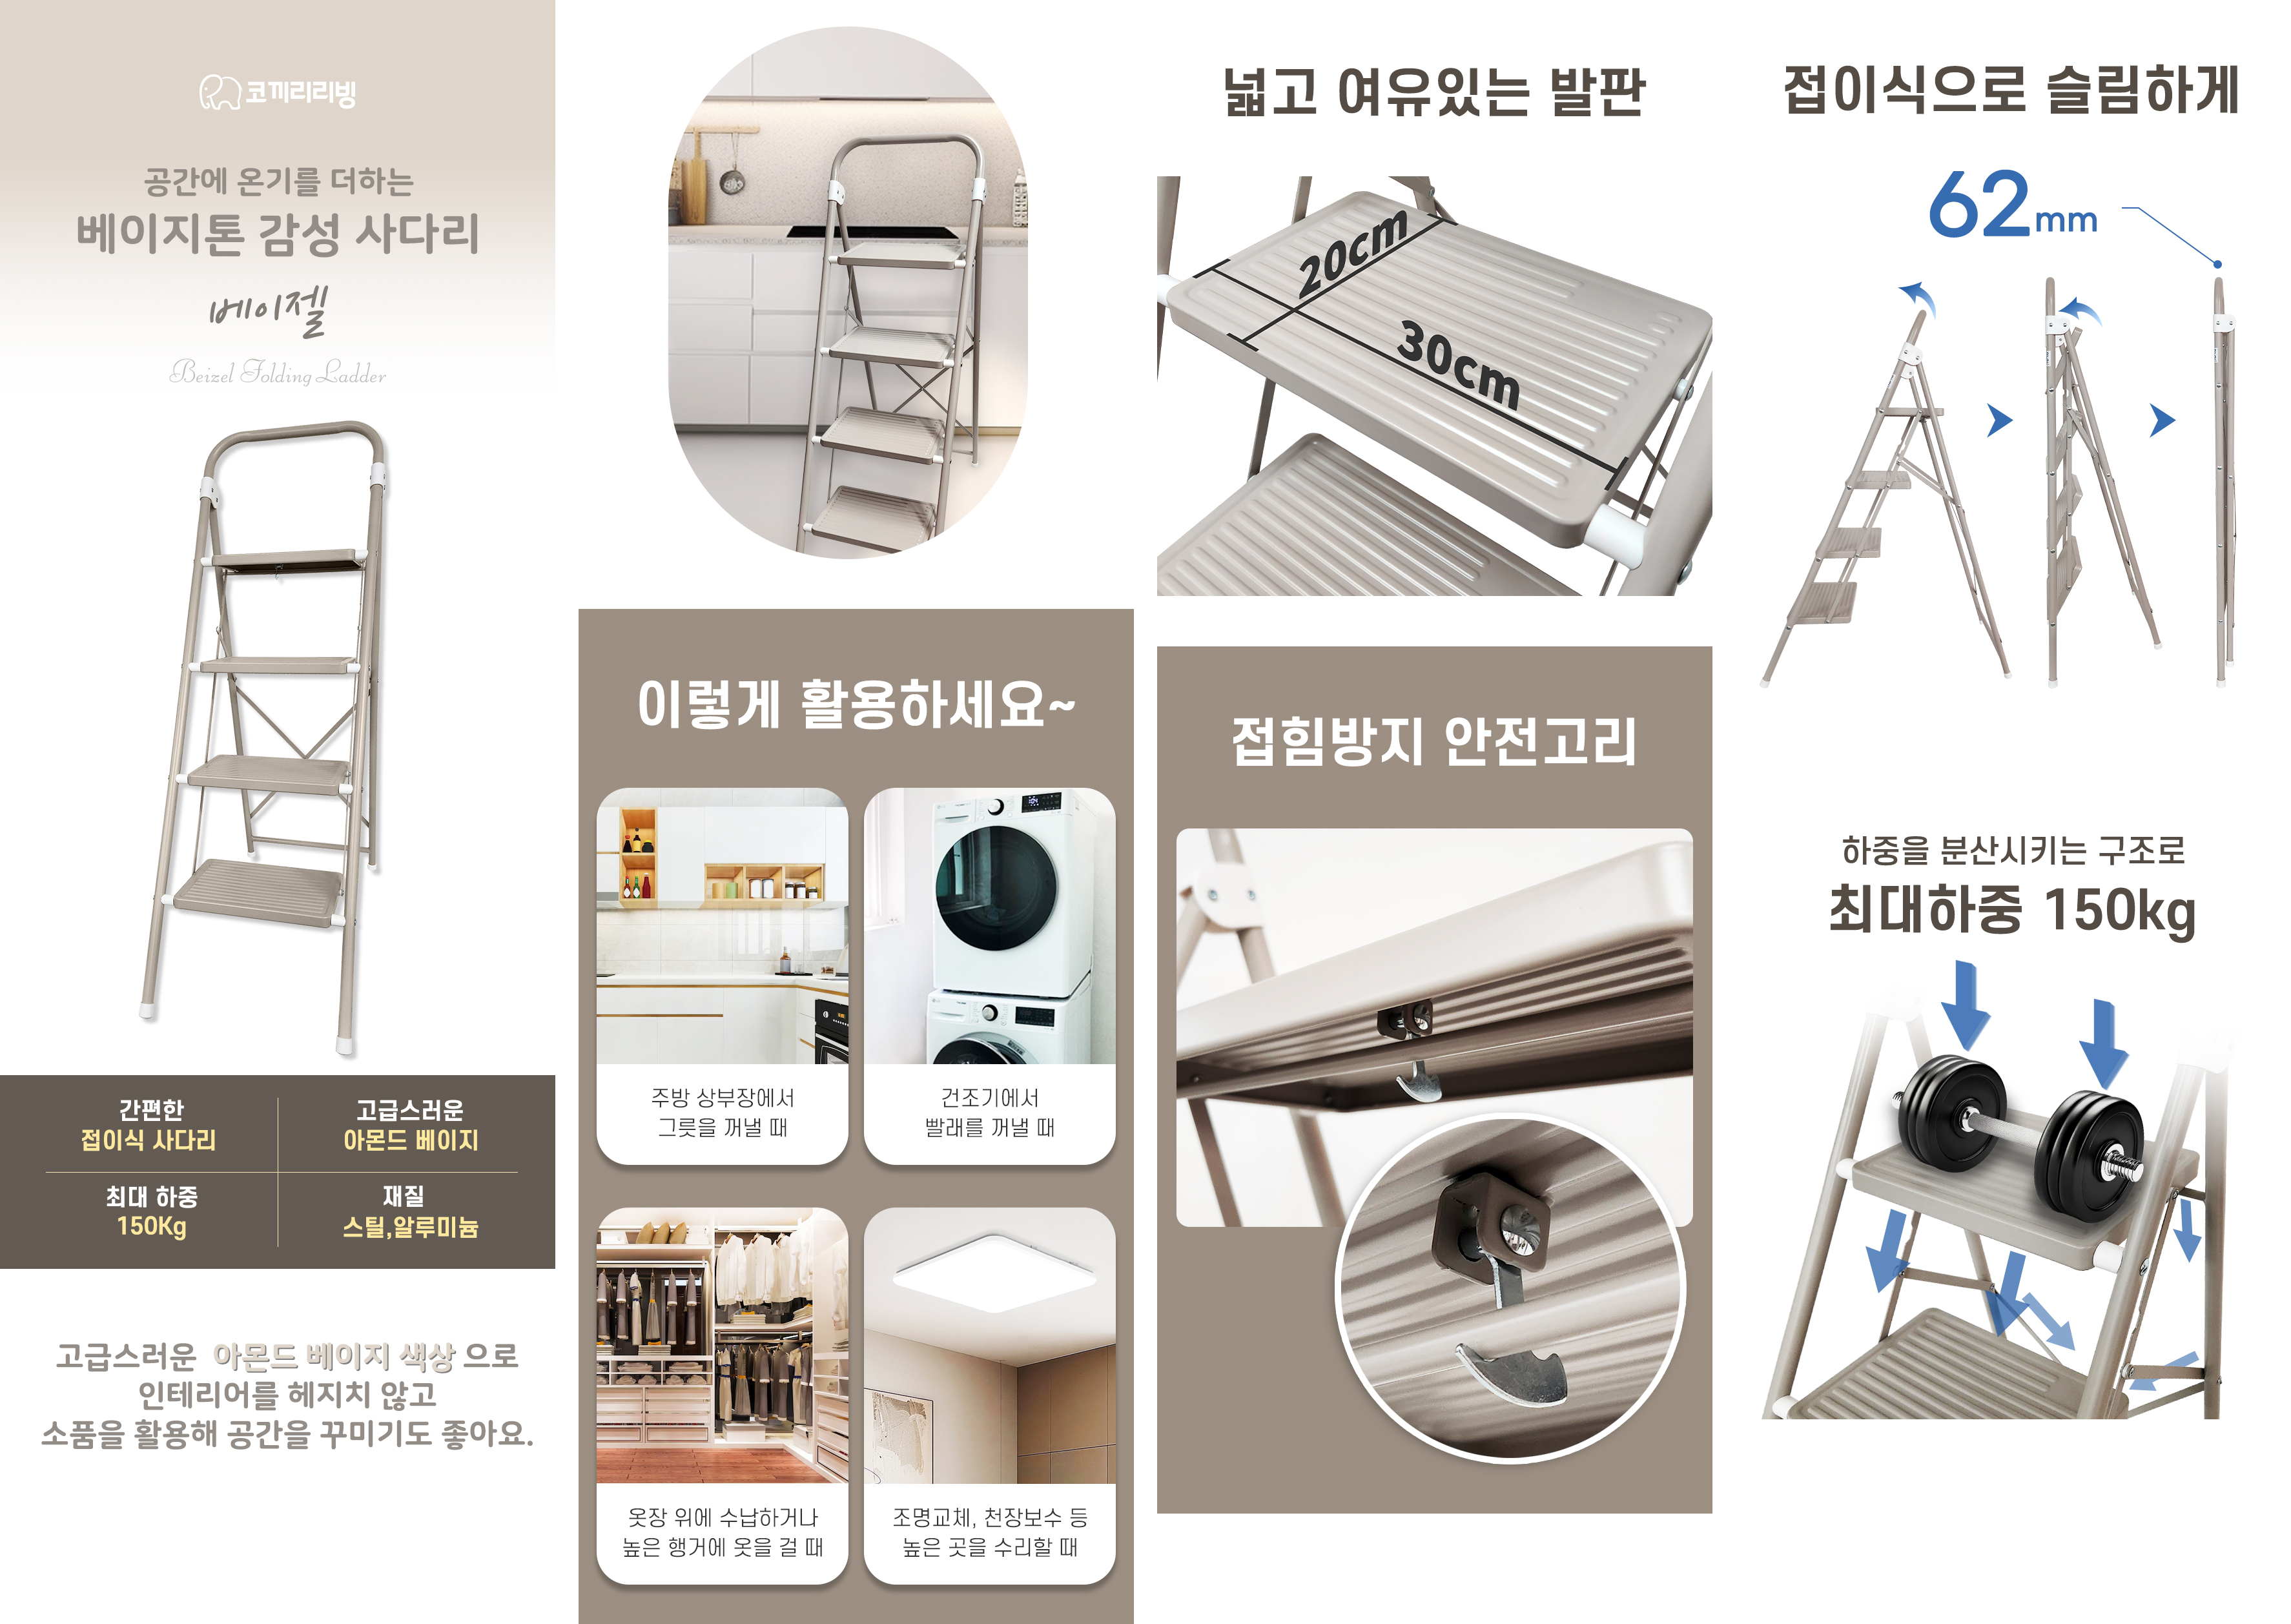 코끼리리빙
공간에 온기를 더하는
베이지톤 감성 사다리
베이젤
Beizel Folding Ladder
간편한
접이식 사다리
고급스러운
아몬드 베이지
최대 하중
150Kg
재질
스틸,알루미늄
고급스러운 아몬드 베이지 색상 으로
인테리어를 헤지치 않고
소품을 활용해 공간을 꾸미기도 좋아요.
이렇게 활용하세요~
주방 상부장에서
그릇을 꺼낼 때
건조기에서
빨래를 꺼낼 때
옷장 위에 수납하거나
높은 행거에 옷을 걸 때
조명교체, 천장보수 등
높은 곳을 수리할 때
넓고 여유있는 발판
20cm
30cm
접힘방지 안전고리
접이식으로 슬림하게
62mm
하중을 분산시키는 구조로
최대하중 150kg